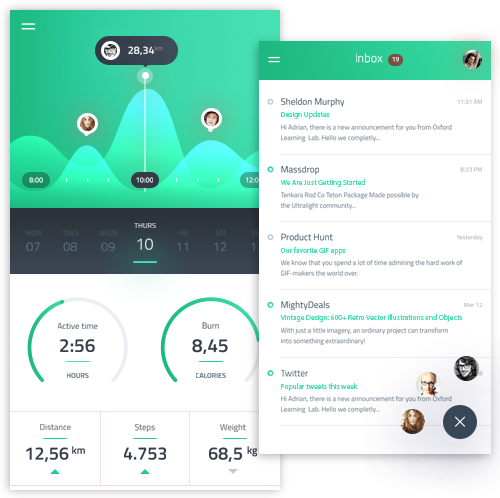 28,34 km
8:00
10:00
12:0
MON
TUES
WEDS
THURS
FRI
SAT
07
08
09
10
11
12
Active time
2:56
HOURS
Burn
8,45
CALORIES
Distance
12,56 km
Steps
4.753
Weight
68,5 kg
Inbox 19
Sheldon Murphy 11:31 AM
Design Updates
Hi Adrian, there is a new announcement for you from Oxford
Learning Lab. Hello we completly...
Massdrop 8:23 PM
We Are Just Getting Started
Tenkara Rod Co Teton Package Made possible by
the Ultralight community...
Product Hunt Yesterday
Our favorite GIF apps
We know that you spend a lot of time admiring the hard work of
GIF-makers the world over.
MightyDeals Mar 12
Vintage Design: 600+ Retro Vector Illustrations and Objects
With just a little imagery, an ordinary project can transform
into something extraordinary!
Twitter
Popular tweets this week
Hi Adrian, there is a new announcement for you from Oxford
Learning Lab. Hello we completly...